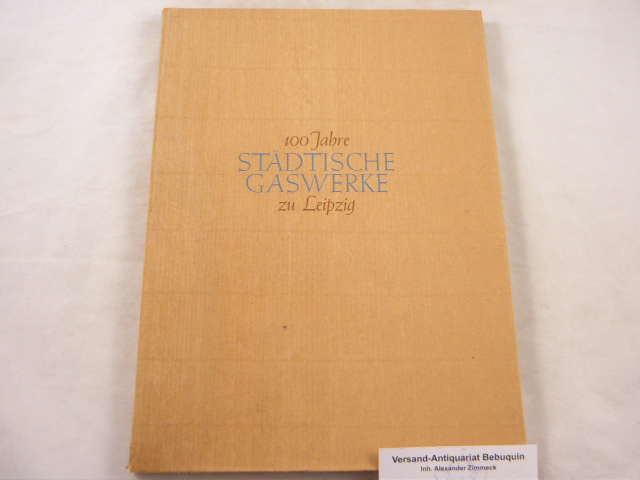 100 Jahre
STÄDTISCHE
GASWERKE
zu Leipzig
Versand-Antiquariat Bebuquin
Inh. Alexander Zimmeck